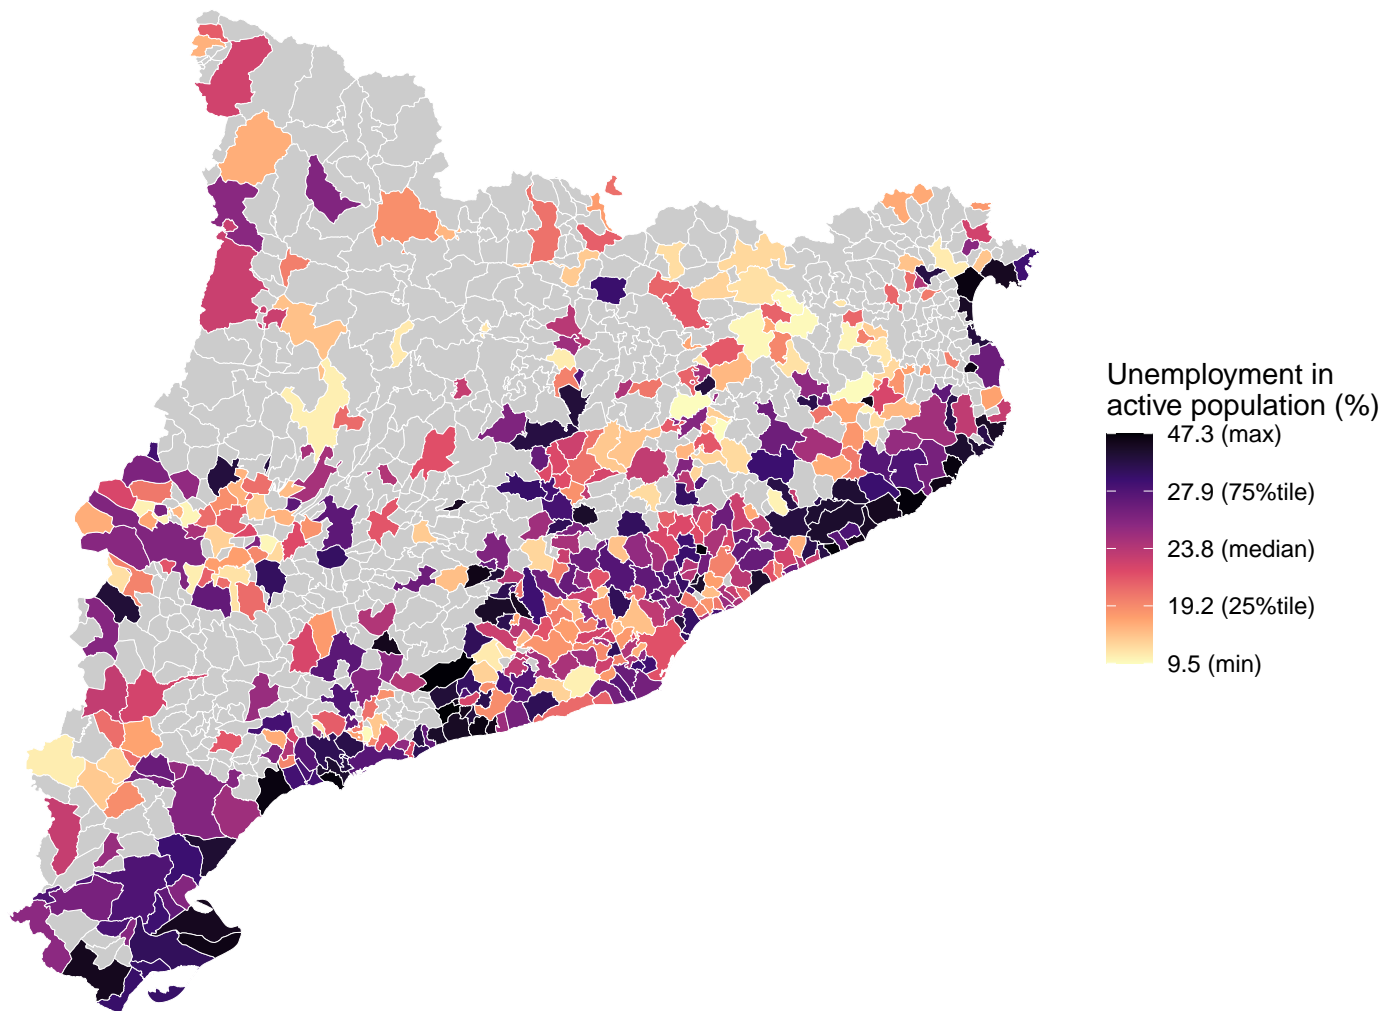 Unemployment in
active population (%)
47.3 (max)
27.9 (75%tile)
23.8 (median)
19.2 (25%tile)
9.5 (min)